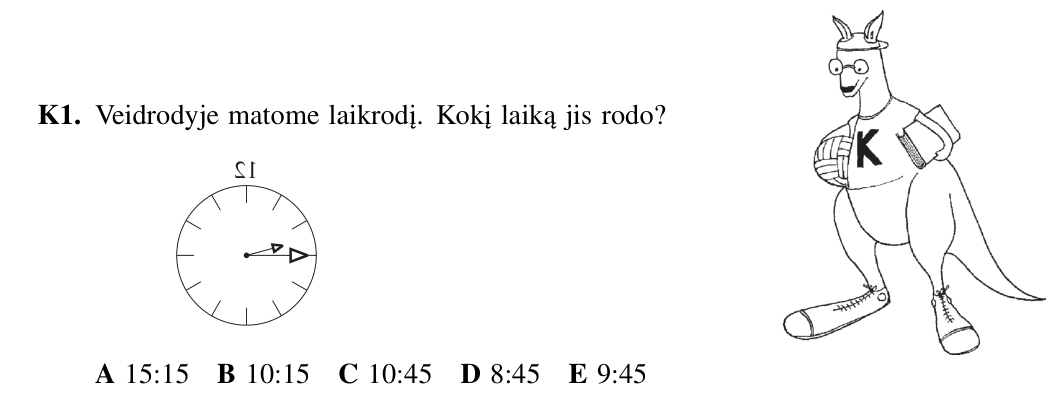 K1. Veidrodyje matome laikrodį. Kokį laiką jis rodo?
12
K
A 15:15 B 10:15 C 10:45 D 8:45 E 9:45